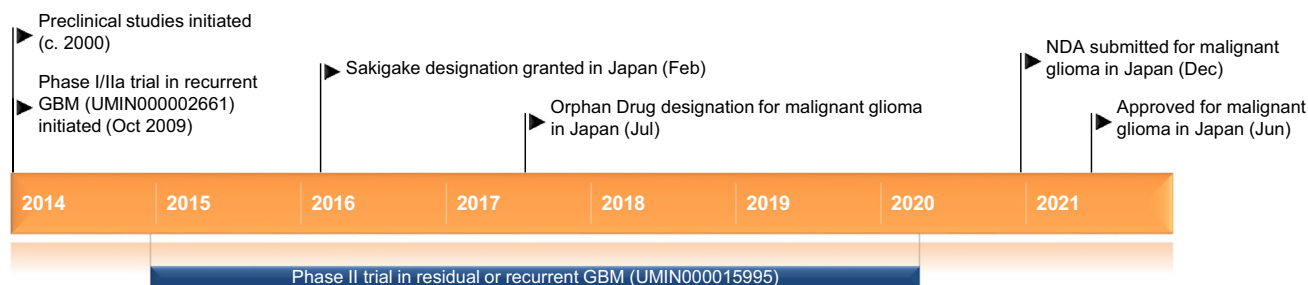 Preclinical studies initiated
(c. 2000)
Phase I/IIa trial in recurrent
GBM (UMIN000002661)
initiated (Oct 2009)
Sakigake designation granted in Japan (Feb)
Orphan Drug designation for malignant glioma
in Japan (Jul)
NDA submitted for malignant
glioma in Japan (Dec)
Approved for malignant
glioma in Japan (Jun)
2014 2015 2016 2017 2018 2019 2020 2021
Phase II trial in residual or recurrent GBM (UMIN000015995)